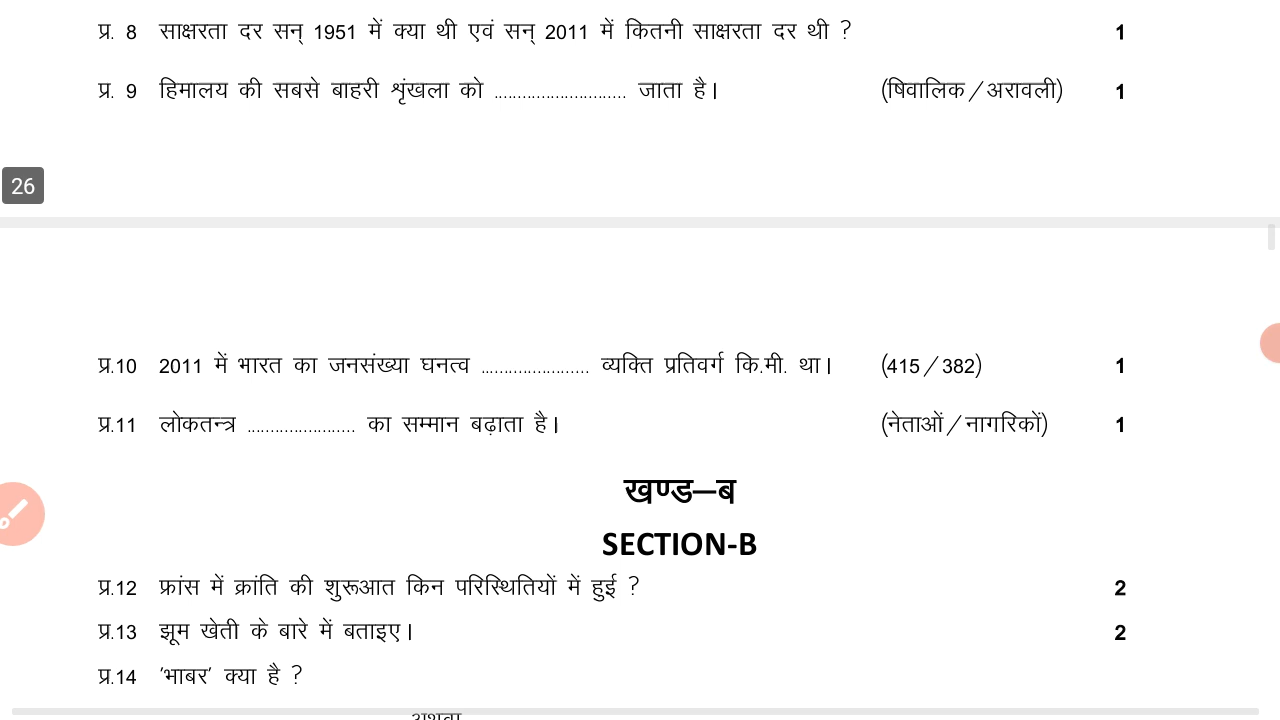 प्र. 8 साक्षरता दर सन् 1951 में क्या थी एवं सन् 2011 में कितनी साक्षरता दर थी ? 1
प्र. 9 हिमालय की सबसे बाहरी शृंखला को ............................ जाता है। (षिवालिक/अरावली) 1
26
प्र.10 2011 में भारत का जनसंख्या घनत्व ........................ व्यक्ति प्रतिवर्ग कि.मी. था। (415/382) 1
प्र.11 लोकतन्त्र ........................ का सम्मान बढ़ाता है। (नेताओं/नागरिकों) 1
खण्ड–ब
SECTION-B
प्र.12 फ्रांस में क्रांति की शुरूआत किन परिस्थितियों में हुई ? 2
प्र.13 झूम खेती के बारे में बताइए। 2
प्र.14 'भाबर' क्या है ?
अथवा